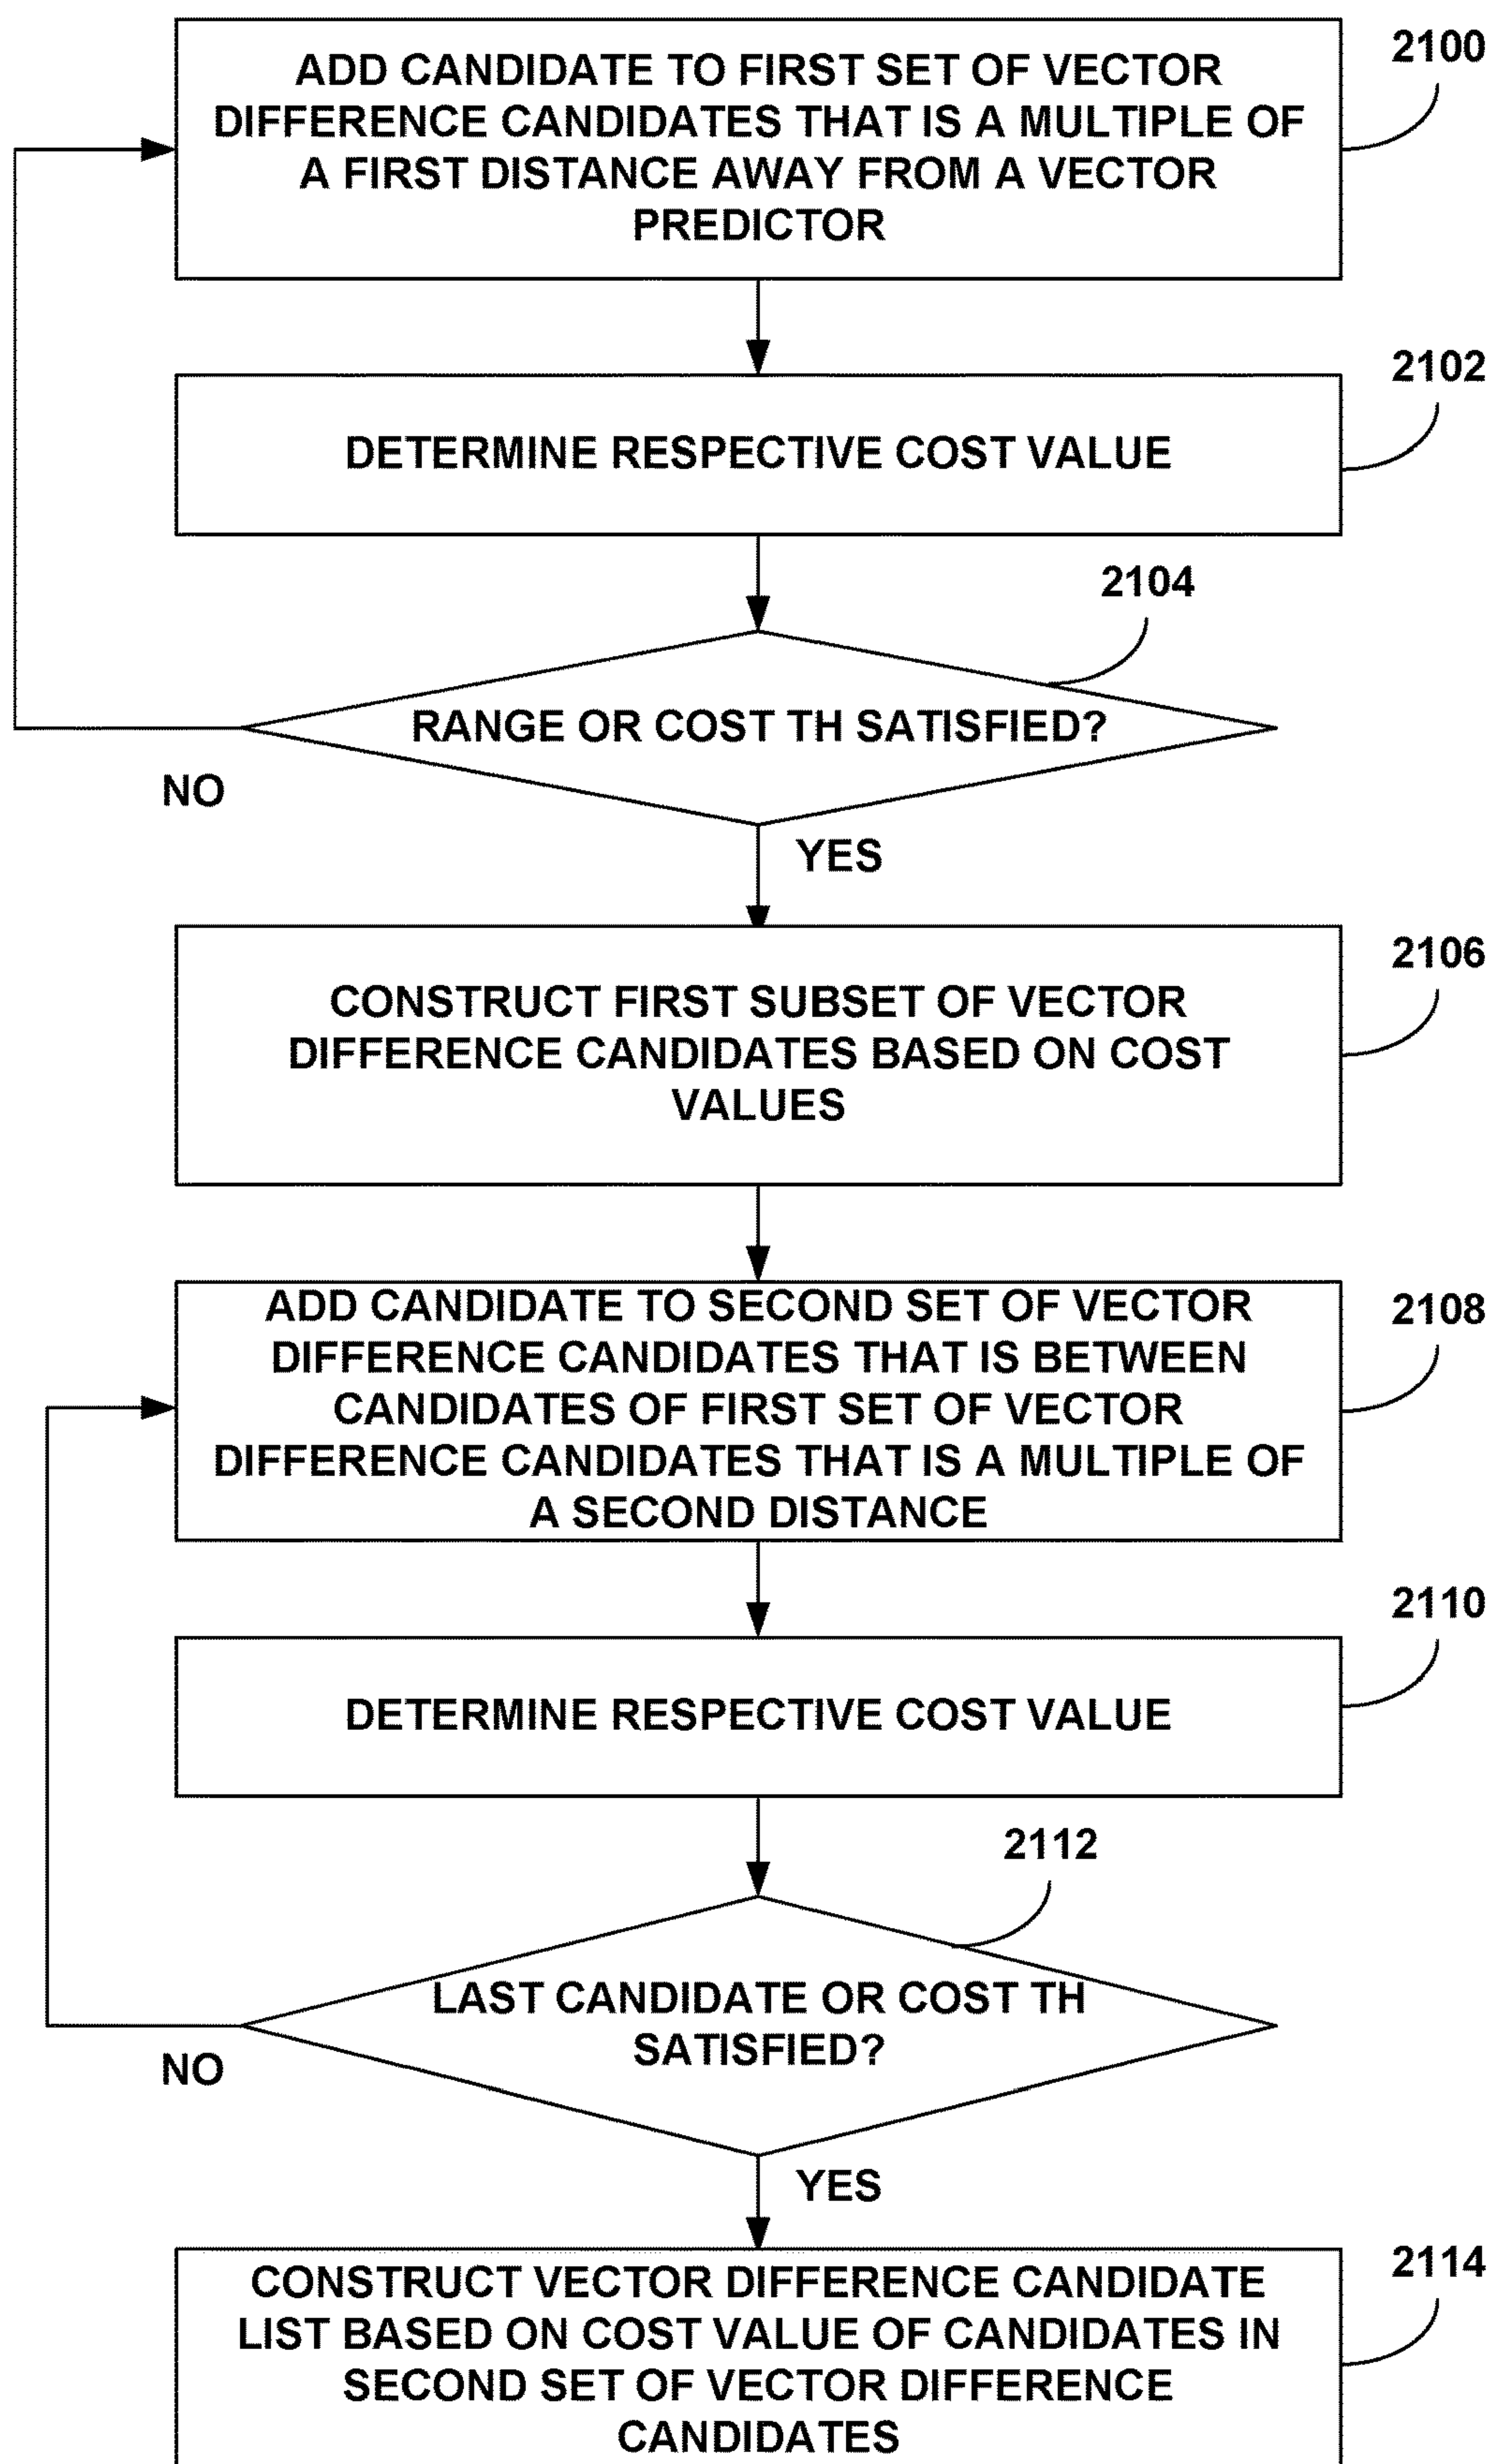 2100
ADD CANDIDATE TO FIRST SET OF VECTOR
DIFFERENCE CANDIDATES THAT IS A MULTIPLE OF
A FIRST DISTANCE AWAY FROM A VECTOR
PREDICTOR
2102
DETERMINE RESPECTIVE COST VALUE
2104
RANGE OR COST TH SATISFIED?
NO
YES
2106
CONSTRUCT FIRST SUBSET OF VECTOR
DIFFERENCE CANDIDATES BASED ON COST
VALUES
2108
ADD CANDIDATE TO SECOND SET OF VECTOR
DIFFERENCE CANDIDATES THAT IS BETWEEN
CANDIDATES OF FIRST SET OF VECTOR
DIFFERENCE CANDIDATES THAT IS A MULTIPLE OF
A SECOND DISTANCE
2110
DETERMINE RESPECTIVE COST VALUE
2112
LAST CANDIDATE OR COST TH
SATISFIED?
NO
YES
2114
CONSTRUCT VECTOR DIFFERENCE CANDIDATE
LIST BASED ON COST VALUE OF CANDIDATES IN
SECOND SET OF VECTOR DIFFERENCE
CANDIDATES